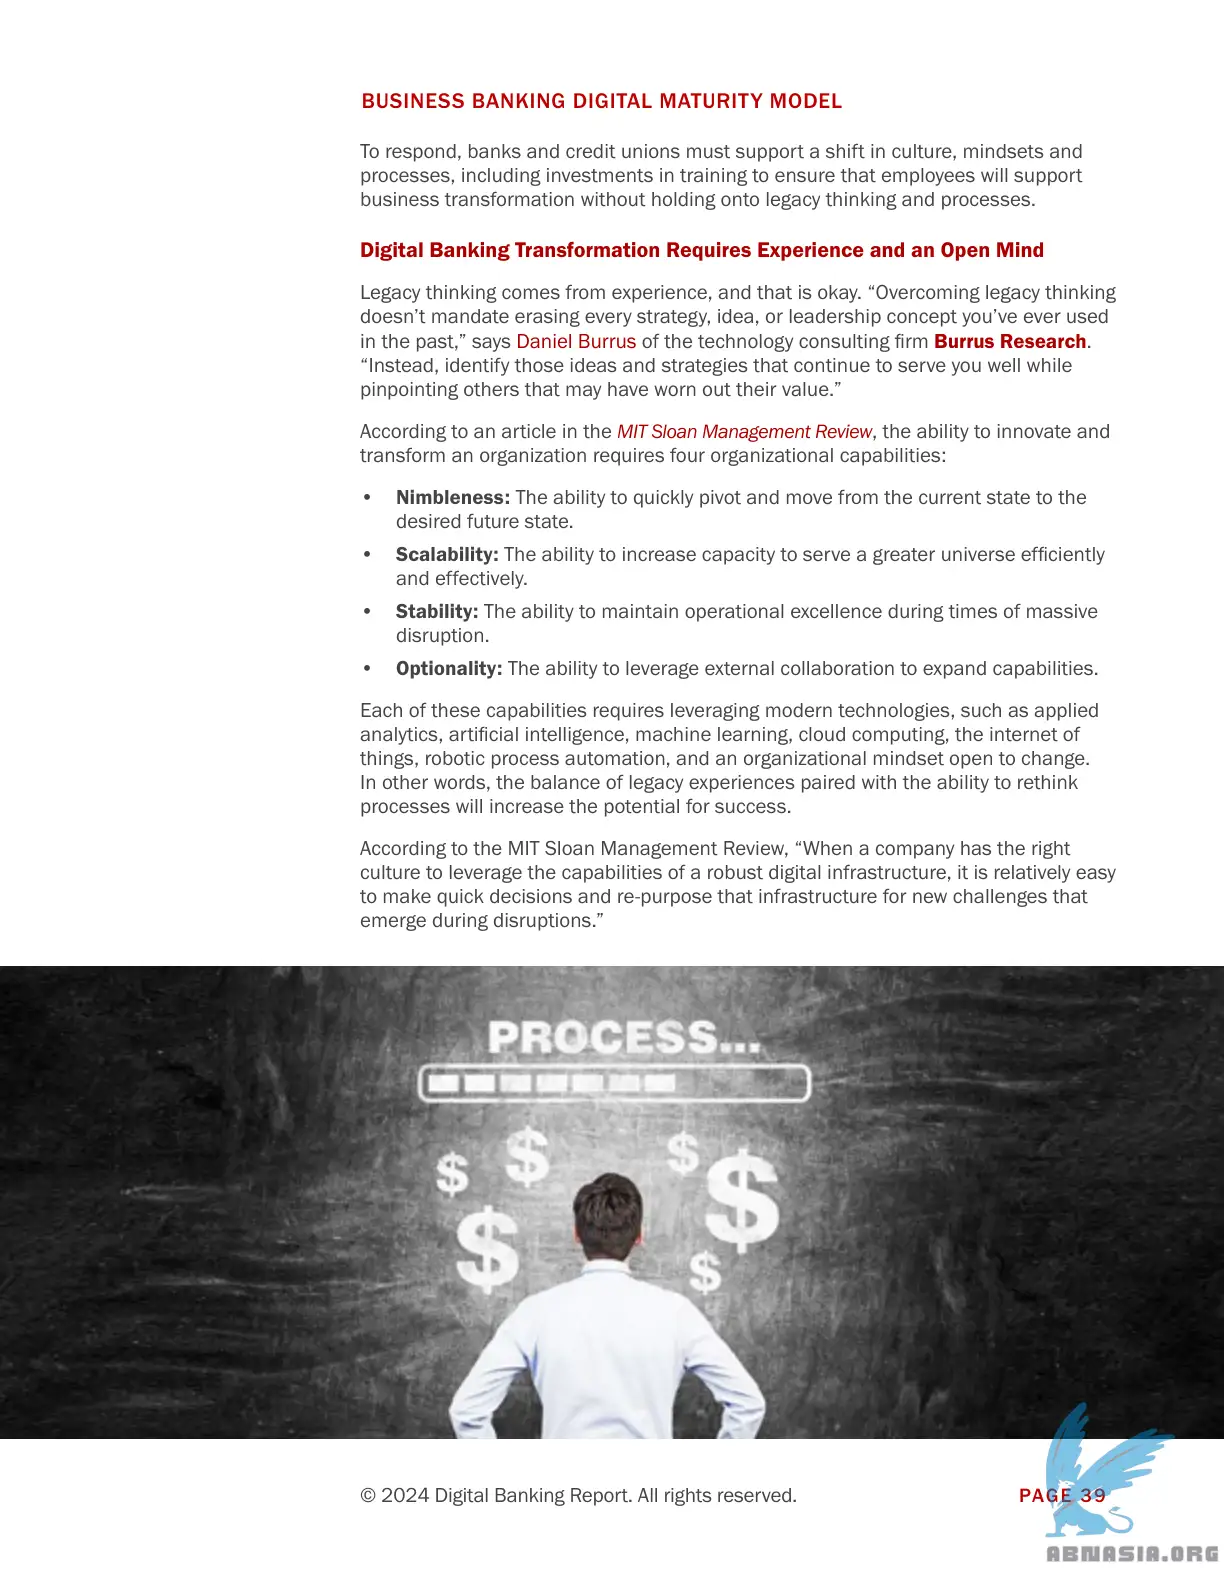 BUSINESS BANKING DIGITAL MATURITY MODEL
To respond, banks and credit unions must support a shift in culture, mindsets and
processes, including investments in training to ensure that employees will support
business transformation without holding onto legacy thinking and processes.
Digital Banking Transformation Requires Experience and an Open Mind
Legacy thinking comes from experience, and that is okay. “Overcoming legacy thinking
doesn’t mandate erasing every strategy, idea, or leadership concept you’ve ever used
in the past,” says Daniel Burrus of the technology consulting firm Burrus Research.
“Instead, identify those ideas and strategies that continue to serve you well while
pinpointing others that may have worn out their value.”
According to an article in the MIT Sloan Management Review, the ability to innovate and
transform an organization requires four organizational capabilities:
• Nimbleness: The ability to quickly pivot and move from the current state to the
desired future state.
• Scalability: The ability to increase capacity to serve a greater universe efficiently
and effectively.
• Stability: The ability to maintain operational excellence during times of massive
disruption.
• Optionality: The ability to leverage external collaboration to expand capabilities.
Each of these capabilities requires leveraging modern technologies, such as applied
analytics, artificial intelligence, machine learning, cloud computing, the internet of
things, robotic process automation, and an organizational mindset open to change.
In other words, the balance of legacy experiences paired with the ability to rethink
processes will increase the potential for success.
According to the MIT Sloan Management Review, “When a company has the right
culture to leverage the capabilities of a robust digital infrastructure, it is relatively easy
to make quick decisions and re-purpose that infrastructure for new challenges that
emerge during disruptions.”
PROCESS...
$ $ $ $ $ $
© 2024 Digital Banking Report. All rights reserved.
PAGE 39
ABNASIA.ORG